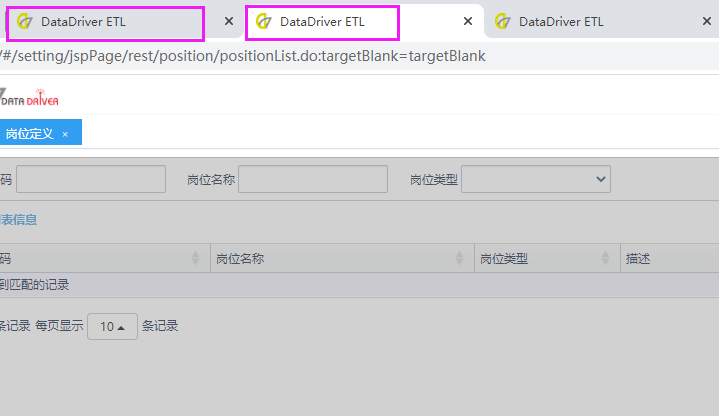 DataDriver ETL DataDriver ETL DataDriver ETL
/#/setting/jspPage/rest/position/positionList.do:targetBlank=targetBlank
DATA DRIVER
岗位定义 ×
码 岗位名称 岗位类型
表信息
码 岗位名称 岗位类型 描述
到匹配的记录
条记录 每页显示 10 条记录